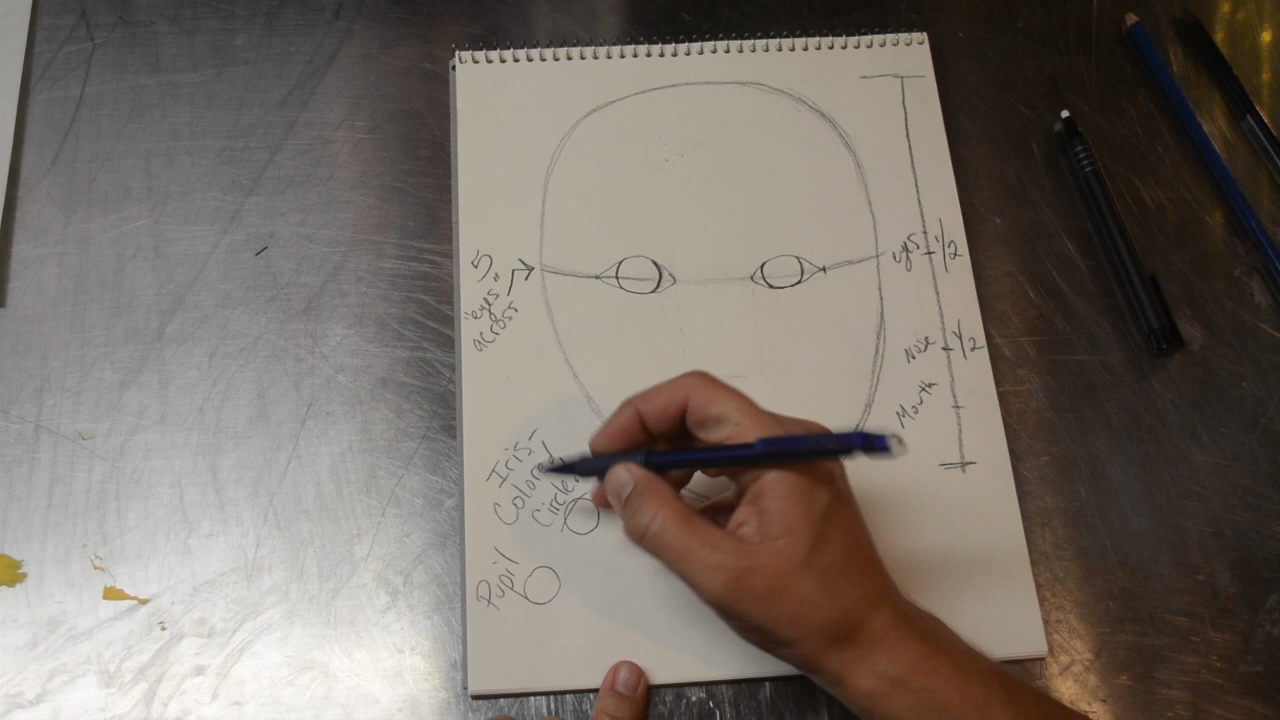 5
"eyes"
across
eyes 1/2
Nose 1/2
Mouth
Iris-
Colored
Circle
Pupil